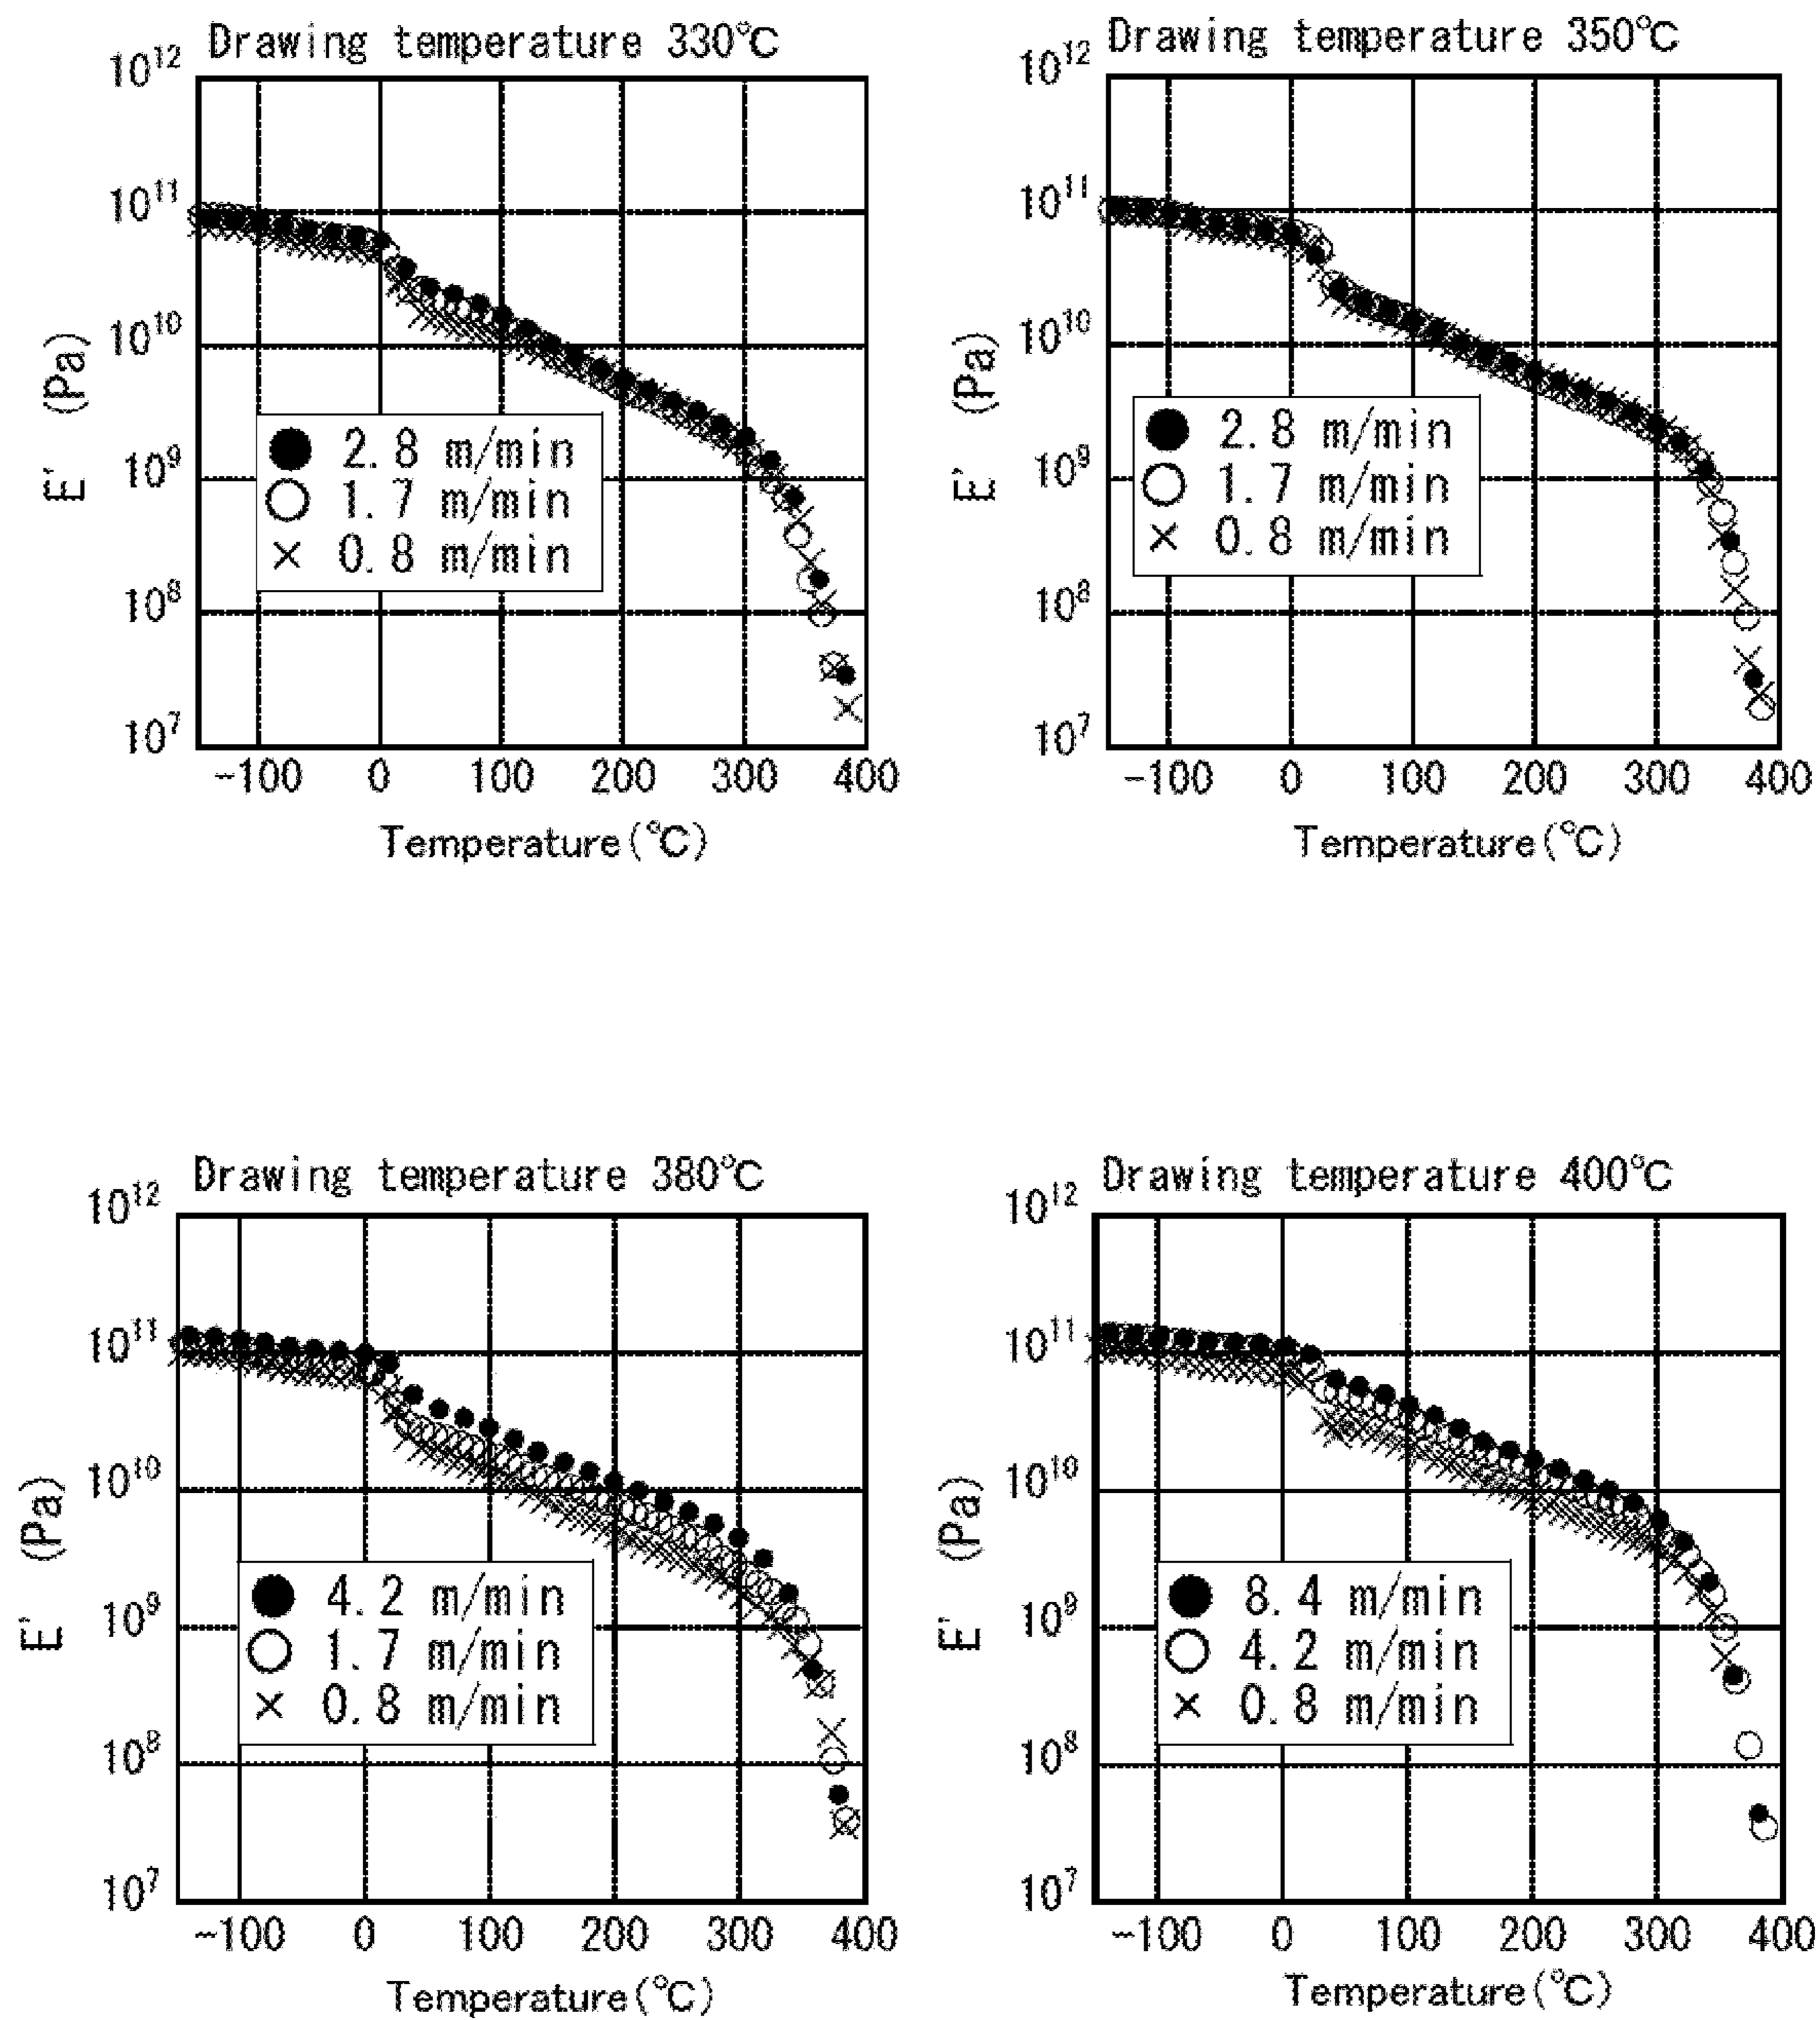 Drawing temperature 330℃
10¹²
10¹¹
10¹⁰
10⁹
10⁸
10⁷
E' (Pa)
● 2.8 m/min
○ 1.7 m/min
× 0.8 m/min
-100 0 100 200 300 400
Temperature(℃)
Drawing temperature 350℃
10¹²
10¹¹
10¹⁰
10⁹
10⁸
10⁷
E' (Pa)
● 2.8 m/min
○ 1.7 m/min
× 0.8 m/min
-100 0 100 200 300 400
Temperature(℃)
Drawing temperature 380℃
10¹²
10¹¹
10¹⁰
10⁹
10⁸
10⁷
E' (Pa)
● 4.2 m/min
○ 1.7 m/min
× 0.8 m/min
-100 0 100 200 300 400
Temperature(℃)
Drawing temperature 400℃
10¹²
10¹¹
10¹⁰
10⁹
10⁸
10⁷
E' (Pa)
● 8.4 m/min
○ 4.2 m/min
× 0.8 m/min
-100 0 100 200 300 400
Temperature(℃)